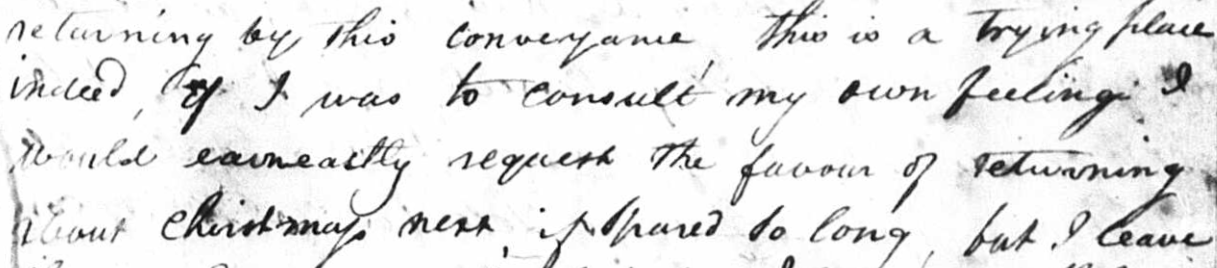 returning by this conveyance, this is a trying place
indeed, if I was to consult my own feelings I
would earneastly request the favour of returning
about Christmas next, if spared so long, but I leave